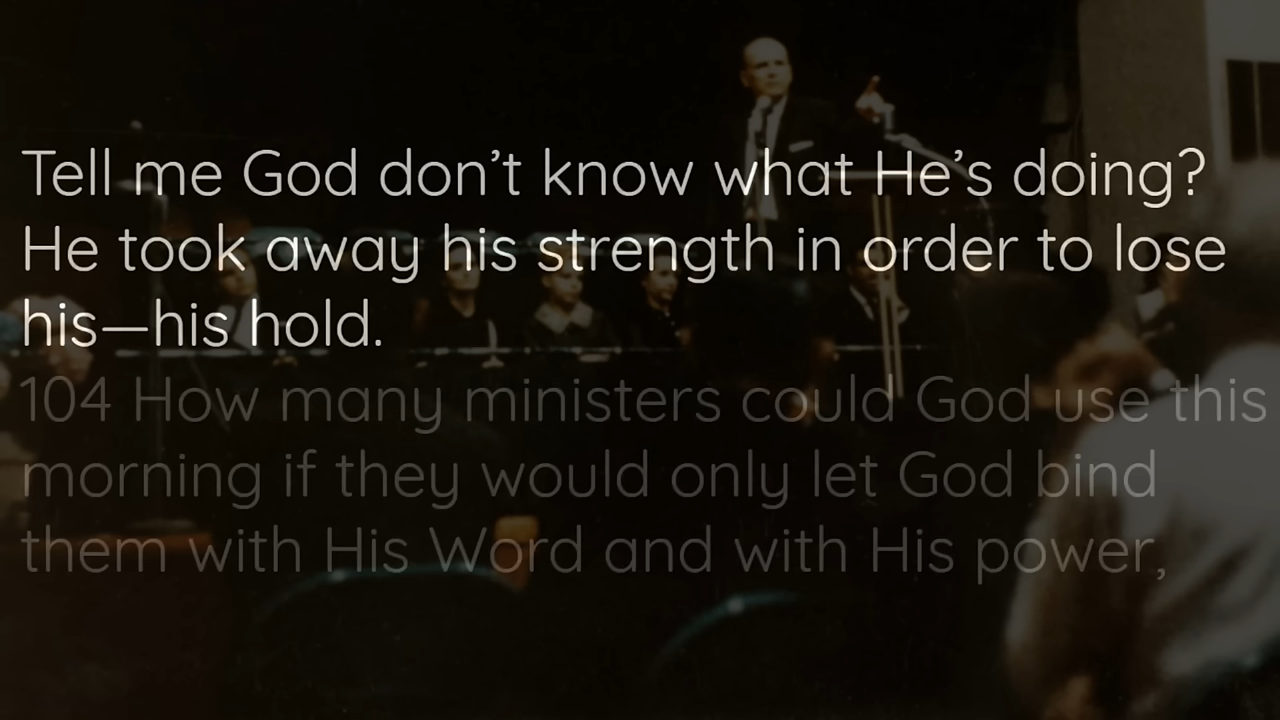 Tell me God don’t know what He’s doing?
He took away his strength in order to lose
his—his hold.
104 How many ministers could God use this
morning if they would only let God bind
them with His Word and with His power,